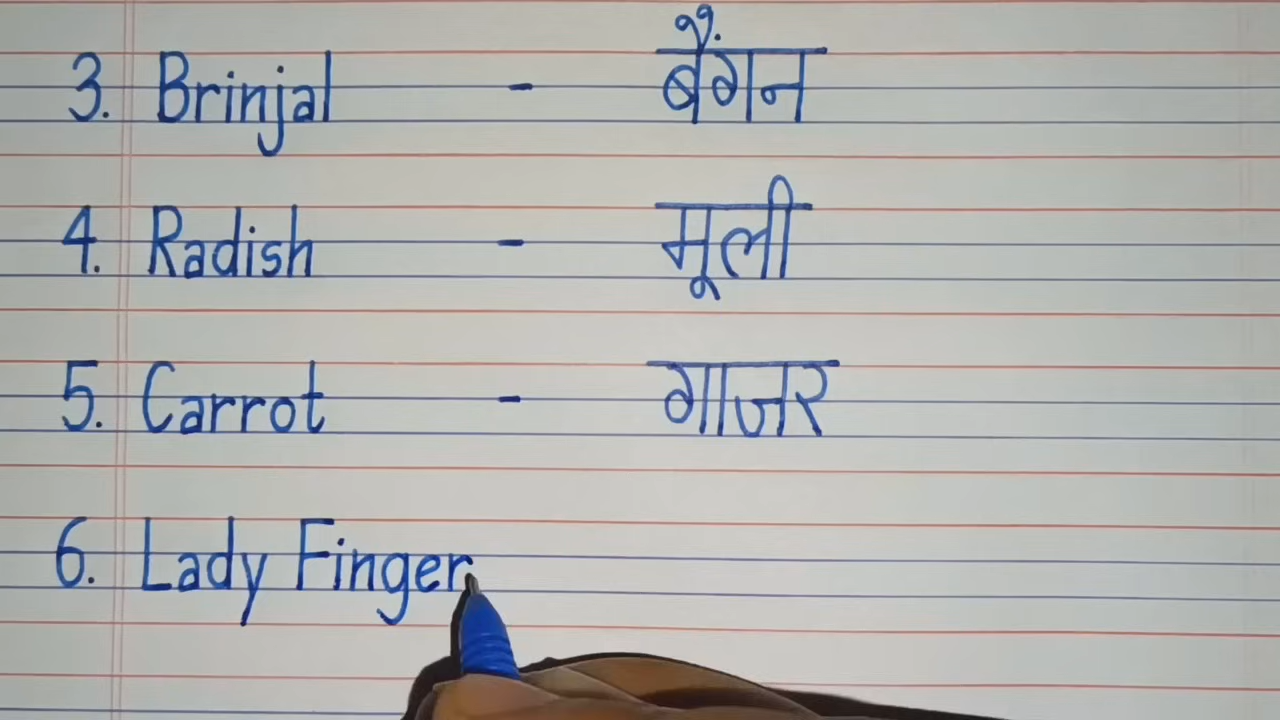 3. Brinjal - बैंगन
4. Radish - मूली
5. Carrot - गाजर
6. Lady Finger